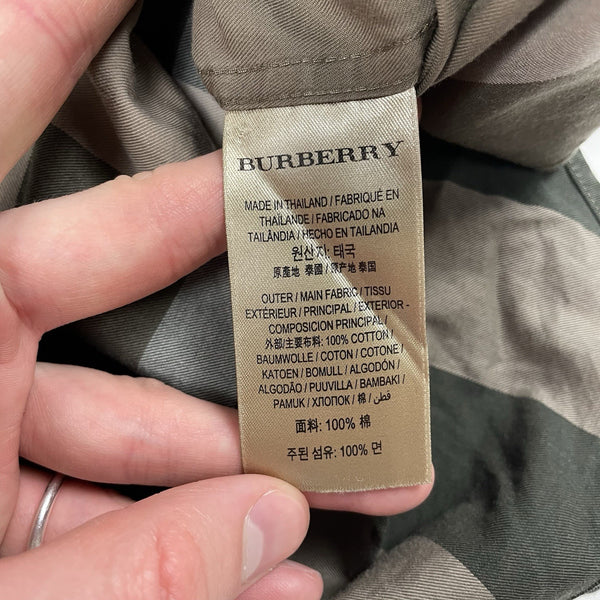 BURBERRY
MADE IN THAILAND / FABRIQUÉ EN
THAÏLANDE / FABRICADO NA
TAILÂNDIA / HECHO EN TAILANDIA
원산지: 태국
原產地 泰國 / 原产地 泰国
OUTER / MAIN FABRIC / TISSU
EXTÉRIEUR / PRINCIPAL / EXTERIOR -
COMPOSICIÓN PRINCIPAL /
外部/主要布料: 100% COTTON /
BAUMWOLLE / COTON / COTONE /
KATOEN / BOMULL / ALGODÓN /
ALGODÃO / PUUVILLA / BAMBAKI /
PAMUK / ХЛОПОК / 棉 / قطن
面料: 100% 棉
주된 섬유: 100% 면